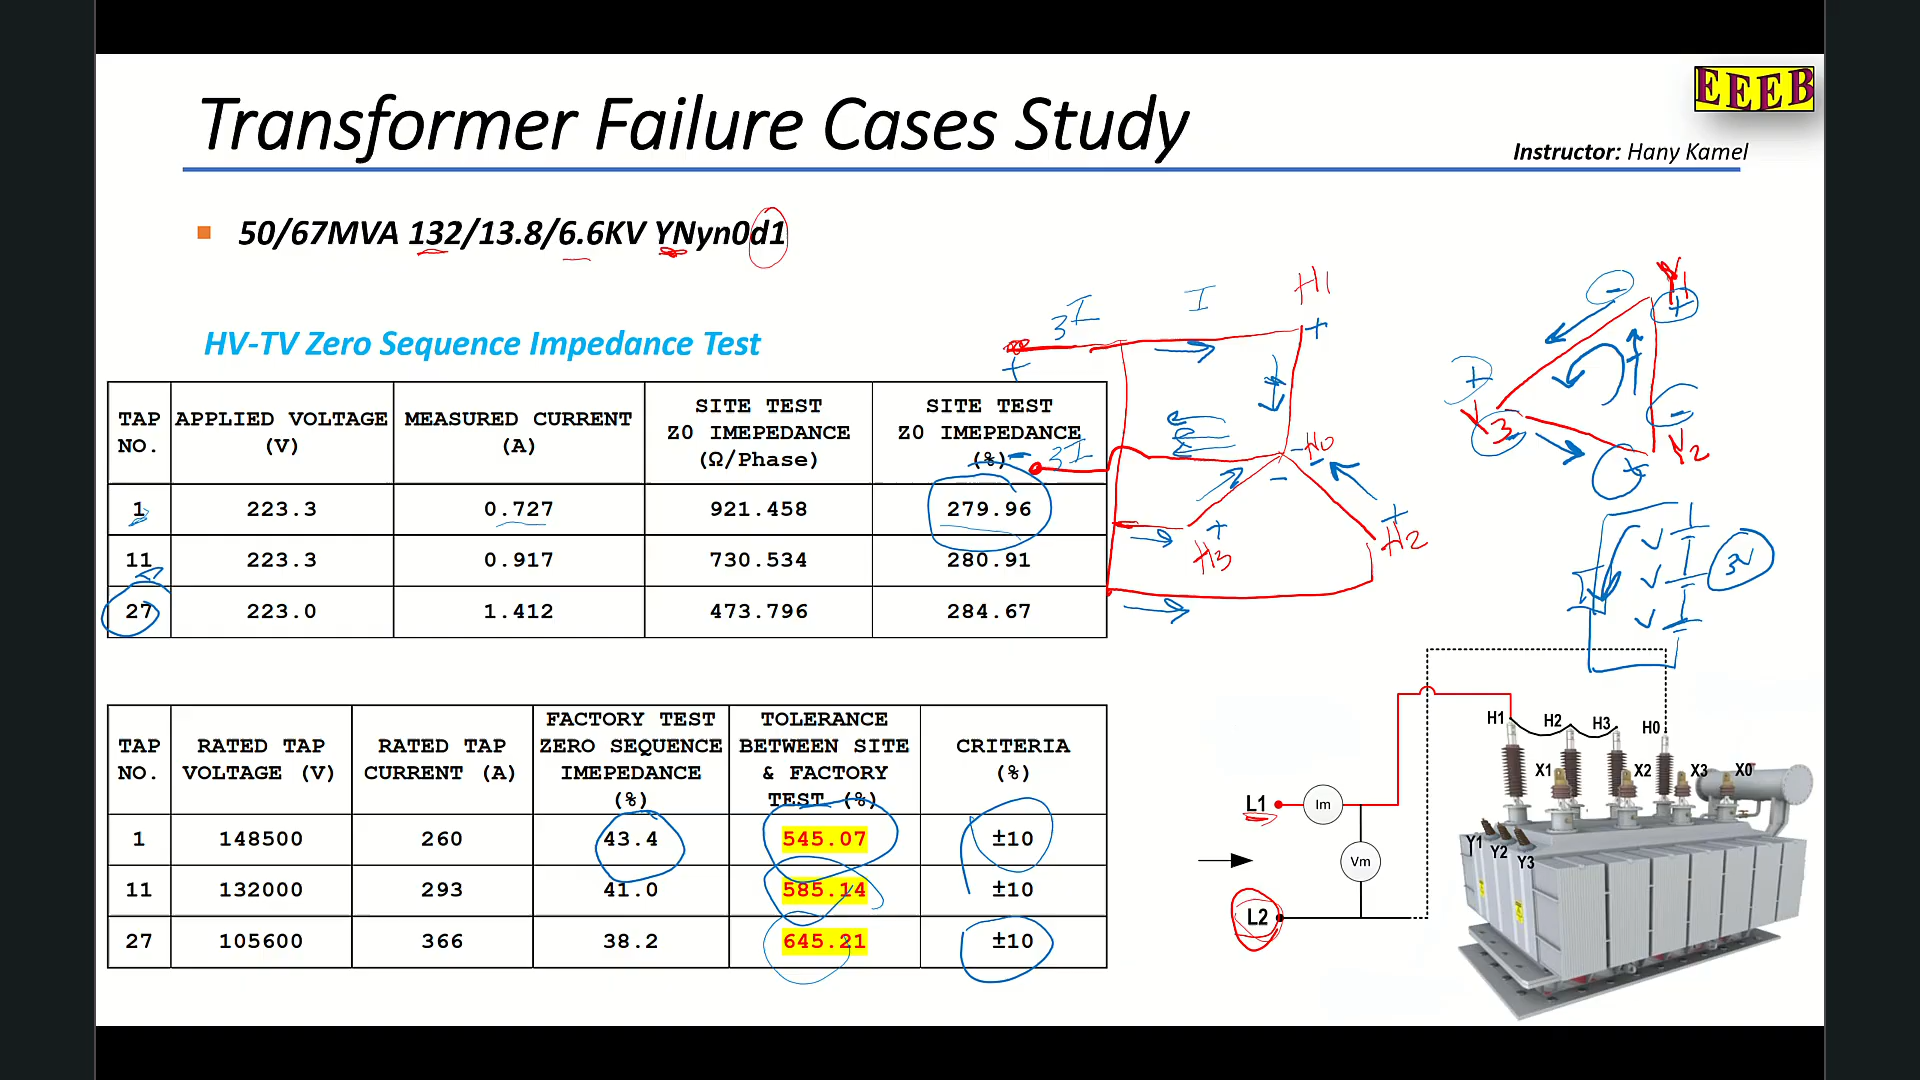 EEEB
Transformer Failure Cases Study
Instructor: Hany Kamel
50/67MVA 132/13.8/6.6KV YNyn0d1
HV-TV Zero Sequence Impedance Test
TAP NO. APPLIED VOLTAGE (V) MEASURED CURRENT (A) SITE TEST Z0 IMEPEDANCE (Ω/Phase) SITE TEST Z0 IMEPEDANCE (%)
1 223.3 0.727 921.458 279.96
11 223.3 0.917 730.534 280.91
27 223.0 1.412 473.796 284.67
TAP NO. RATED TAP VOLTAGE (V) RATED TAP CURRENT (A) FACTORY TEST ZERO SEQUENCE IMEPEDANCE (%) TOLERANCE BETWEEN SITE & FACTORY TEST (%) CRITERIA (%)
1 148500 260 43.4 545.07 ±10
11 132000 293 41.0 585.14 ±10
27 105600 366 38.2 645.21 ±10
3I
I
H1
+
+
3I
-H0
-
-
+
H3
+
H2
Y1
-
+
+
Y3
-
Y2
+
V
V
V
3V
H1 H2 H3 H0
X1 X2 X3 X0
L1 Im
Y1 Y2 Y3
Vm
L2